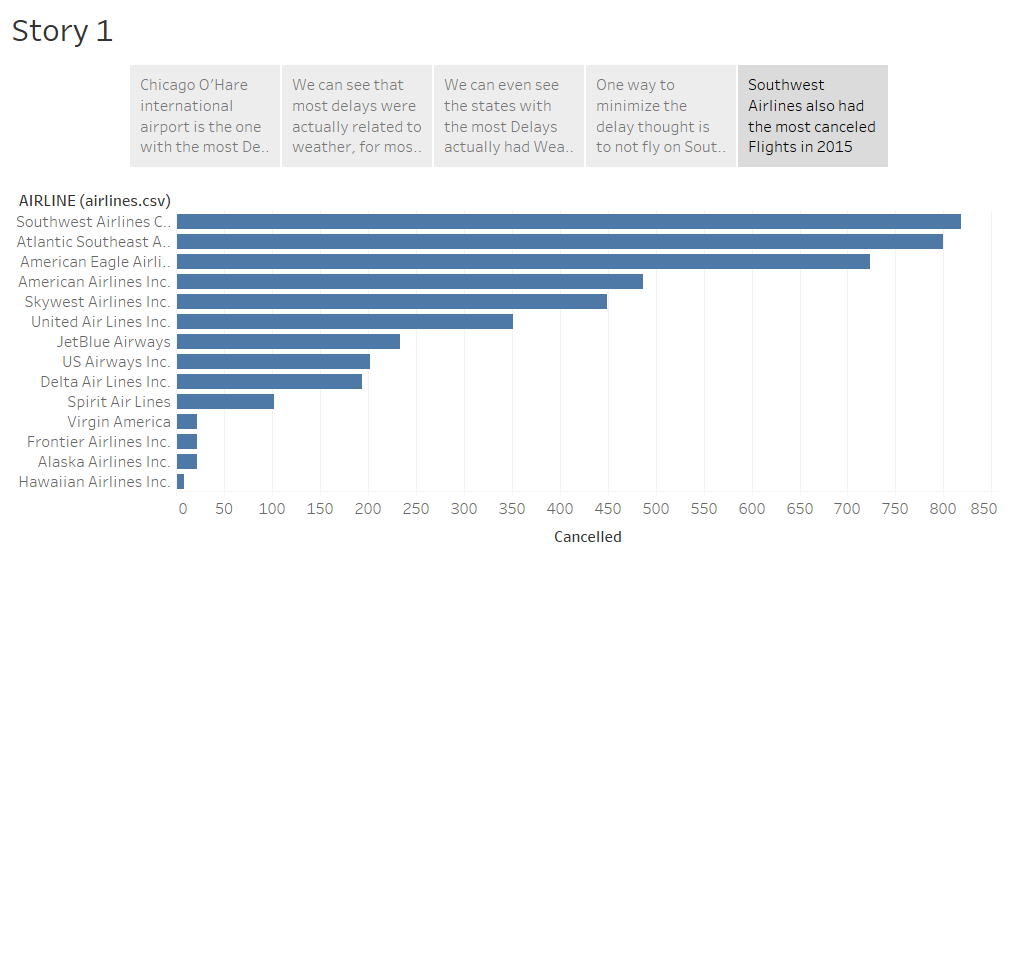 Story 1
Chicago O’Hare
international
airport is the one
with the most De..
We can see that
most delays were
actually related to
weather, for mos..
We can even see
the states with
the most Delays
actually had Wea..
One way to
minimize the
delay thought is
to not fly on Sout..
Southwest
Airlines also had
the most canceled
Flights in 2015
AIRLINE (airlines.csv)
Southwest Airlines C..
Atlantic Southeast A..
American Eagle Airli..
American Airlines Inc.
Skywest Airlines Inc.
United Air Lines Inc.
JetBlue Airways
US Airways Inc.
Delta Air Lines Inc.
Spirit Air Lines
Virgin America
Frontier Airlines Inc.
Alaska Airlines Inc.
Hawaiian Airlines Inc.
0 50 100 150 200 250 300 350 400 450 500 550 600 650 700 750 800 850
Cancelled